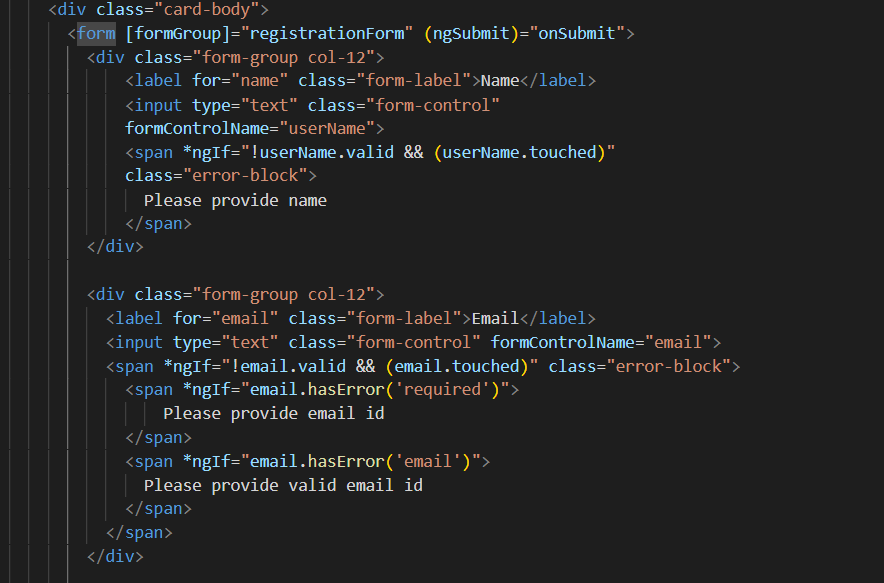 <div class="card-body">
<form [formGroup]="registrationForm" (ngSubmit)="onSubmit">
<div class="form-group col-12">
<label for="name" class="form-label">Name</label>
<input type="text" class="form-control"
formControlName="userName">
<span *ngIf="!userName.valid && (userName.touched)"
class="error-block">
Please provide name
</span>
</div>
<div class="form-group col-12">
<label for="email" class="form-label">Email</label>
<input type="text" class="form-control" formControlName="email">
<span *ngIf="!email.valid && (email.touched)" class="error-block">
<span *ngIf="email.hasError('required')">
Please provide email id
</span>
<span *ngIf="email.hasError('email')">
Please provide valid email id
</span>
</span>
</div>